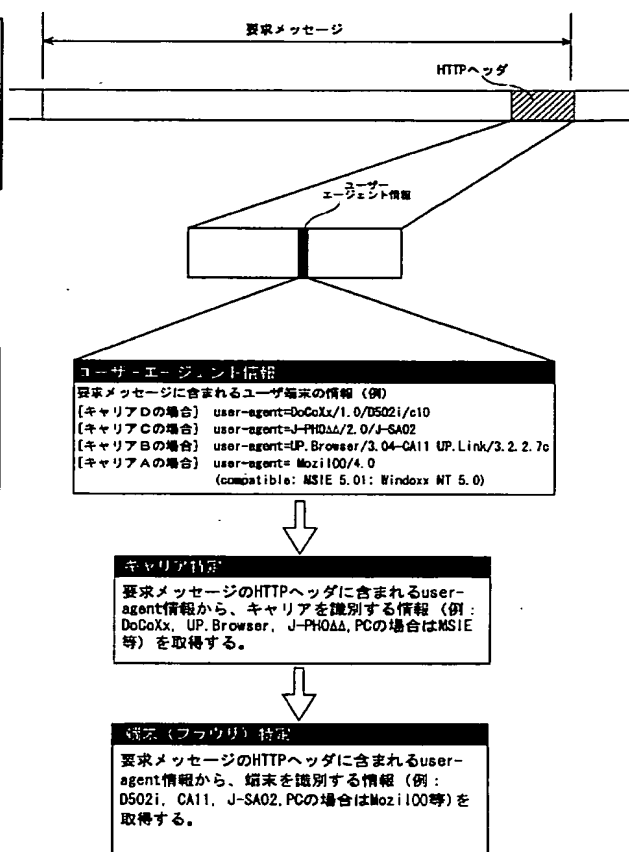 要求メッセージ
HTTPヘッダ
ユーザー
エージェント情報
ユーザーエージェント情報
要求メッセージに含まれるユーザ端末の情報 (例)
[キャリアDの場合] user-agent=DoCoXx/1.0/D502i/c10
[キャリアCの場合] user-agent=J-PHO△△/2.0/J-SA02
[キャリアBの場合] user-agent=UP.Browser/3.04-CA11 UP.Link/3.2.2.7c
[キャリアAの場合] user-agent= MozilOO/4.0
(compatible: MSIE 5.01: Windoxx NT 5.0)
キャリア特定
要求メッセージのHTTPヘッダに含まれるuser-
agent情報から、キャリアを識別する情報 (例:
DoCoXx, UP.Browser, J-PHO△△,PCの場合はMSIE
等) を取得する。
端末 (ブラウザ) 特定
要求メッセージのHTTPヘッダに含まれるuser-
agent情報から、端末を識別する情報 (例:
D502i, CA11, J-SA02,PCの場合はMozilOO等)を
取得する。